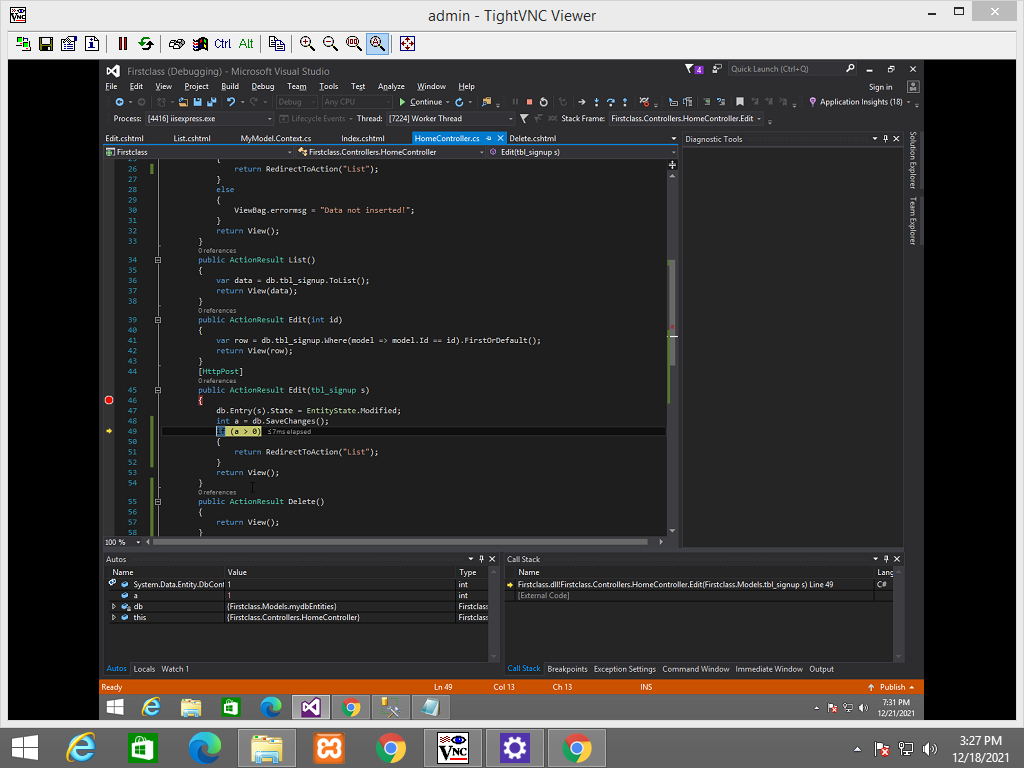 admin - TightVNC Viewer
Ctrl Alt
Firstclass (Debugging) - Microsoft Visual Studio
4
Quick Launch (Ctrl+Q)
File Edit View Project Build Debug Team Tools Test Analyze Window Help
Sign in
Debug Any CPU Continue Application Insights (18)
Process: [4416] iisexpress.exe Lifecycle Events Thread: [7224] Worker Thread Stack Frame: Firstclass.Controllers.HomeController.Edit
Edit.cshtml List.cshtml MyModel.Context.cs Index.cshtml HomeController.cs Delete.cshtml
Diagnostic Tools
Solution Explorer
Team Explorer
Firstclass Firstclass.Controllers.HomeController Edit(tbl_signup s)
25 {
26 return RedirectToAction("List");
27 }
28 else
29 {
30 ViewBag.errormsg = "Data not inserted!";
31 }
32 return View();
33 }
0 references
34 public ActionResult List()
35 {
36 var data = db.tbl_signup.ToList();
37 return View(data);
38 }
0 references
39 public ActionResult Edit(int id)
40 {
41 var row = db.tbl_signup.Where(model => model.Id == id).FirstOrDefault();
42 return View(row);
43 }
44 [HttpPost]
0 references
45 public ActionResult Edit(tbl_signup s)
46 {
47 db.Entry(s).State = EntityState.Modified;
48 int a = db.SaveChanges();
49 if (a > 0) ≤7ms elapsed
50 {
51 return RedirectToAction("List");
52 }
53 return View();
54 }
0 references
55 public ActionResult Delete()
56 {
57 return View();
58 }
100 %
Autos
Name Value Type
System.Data.Entity.DbCont 1 int
a 1 int
db {Firstclass.Models.mydbEntities} Firstclass
this {Firstclass.Controllers.HomeController} Firstclass
Autos Locals Watch 1
Call Stack
Name Lang
Firstclass.dll!Firstclass.Controllers.HomeController.Edit(Firstclass.Models.tbl_signup s) Line 49 C#
[External Code]
Call Stack Breakpoints Exception Settings Command Window Immediate Window Output
Ready Ln 49 Col 13 Ch 13 INS Publish
7:31 PM
12/21/2021
3:27 PM
12/18/2021